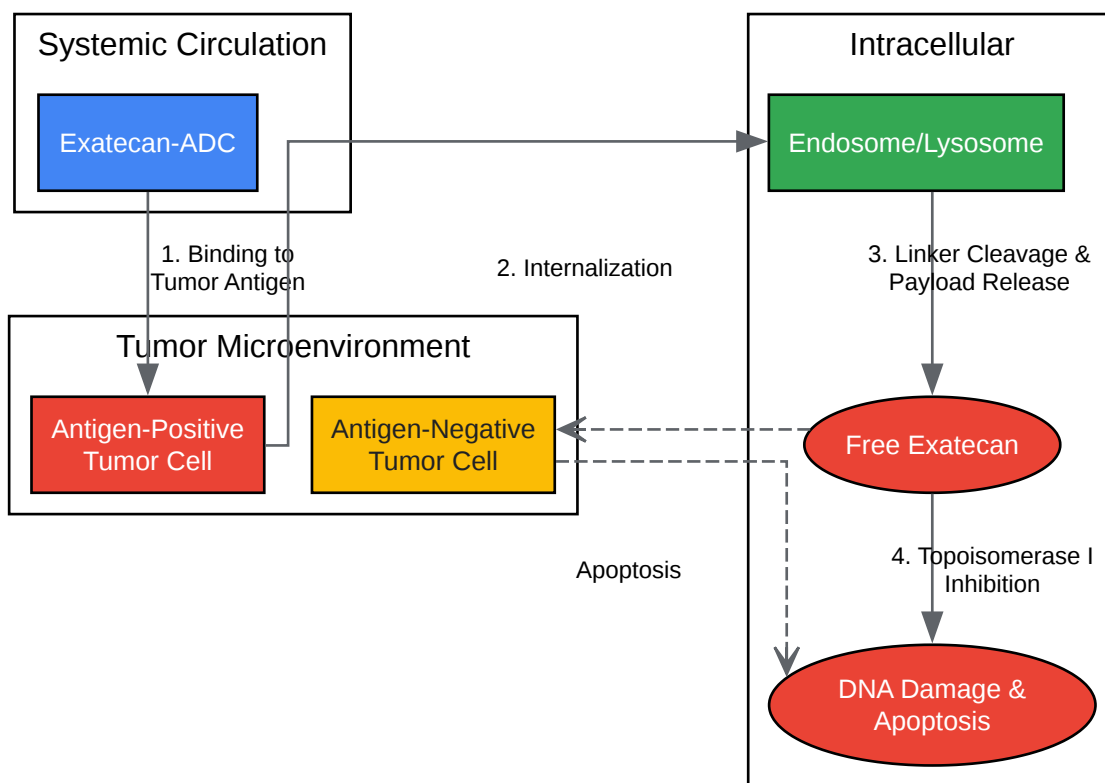 Systemic Circulation
Exatecan-ADC
Intracellular
Endosome/Lysosome
1. Binding to
Tumor Antigen
2. Internalization
3. Linker Cleavage &
Payload Release
Tumor Microenvironment
Antigen-Positive
Tumor Cell
Antigen-Negative
Tumor Cell
Free Exatecan
Apoptosis
4. Topoisomerase I
Inhibition
DNA Damage &
Apoptosis